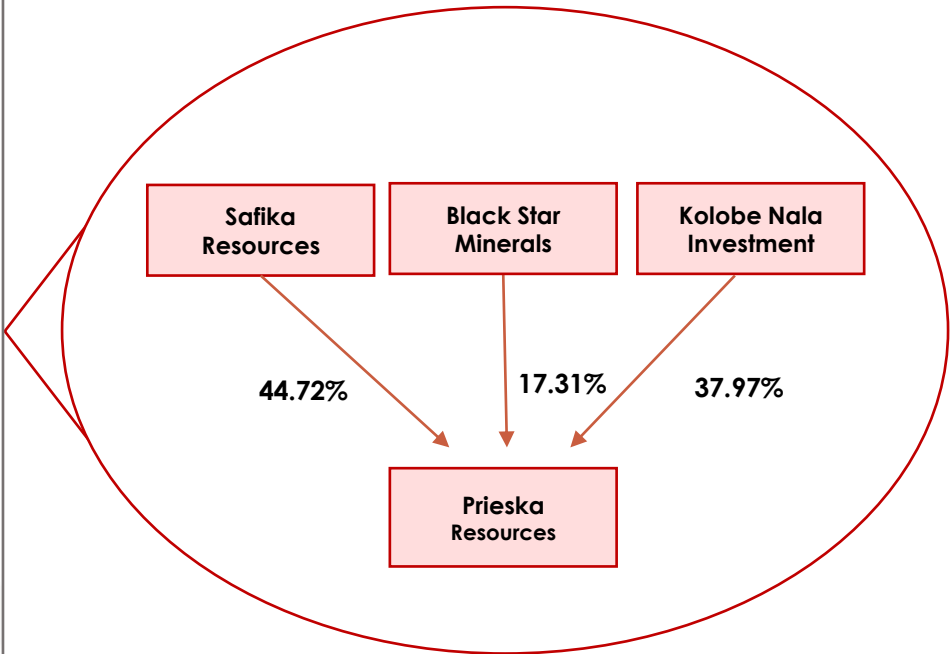 Safika
Resources
Black Star
Minerals
Kolobe Nala
Investment
44.72%
17.31%
37.97%
Prieska
Resources